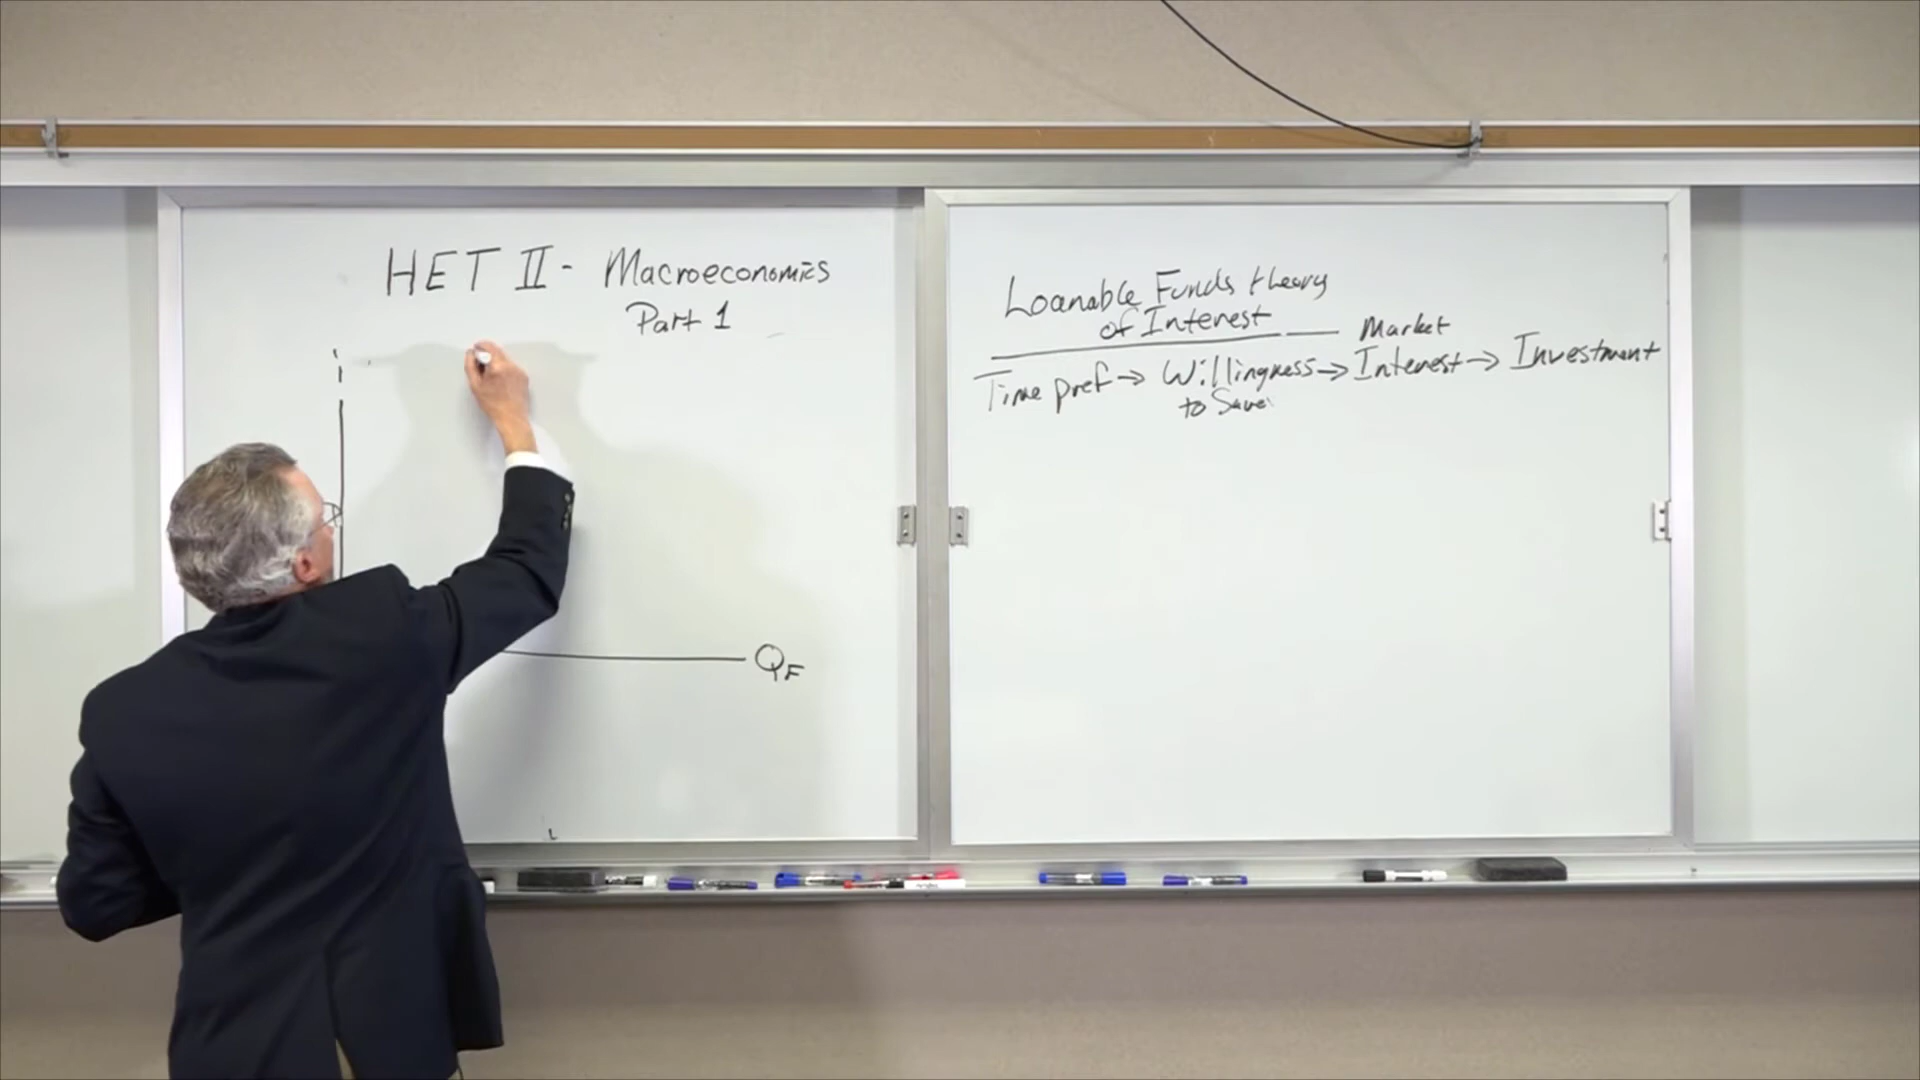 HET II - Macroeconomics
Part 1
i
QF
Loanable Funds theory
of Interest
Market
Time pref → Willingness → Interest → Investment
to Save